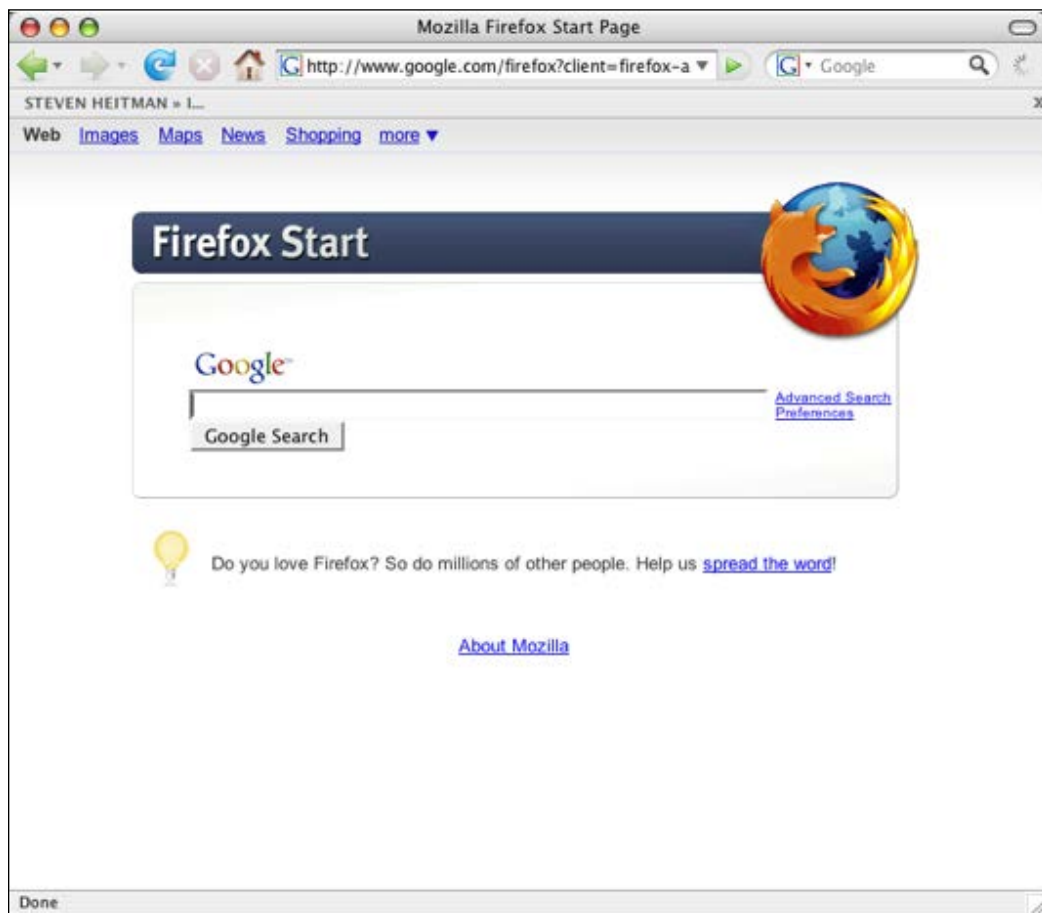 Mozilla Firefox Start Page
http://www.google.com/firefox?client=firefox-a Google
STEVEN HEITMAN » I...
Web Images Maps News Shopping more ▼
Firefox Start
Google™
Advanced Search
Preferences
Google Search
Do you love Firefox? So do millions of other people. Help us spread the word!
About Mozilla
Done